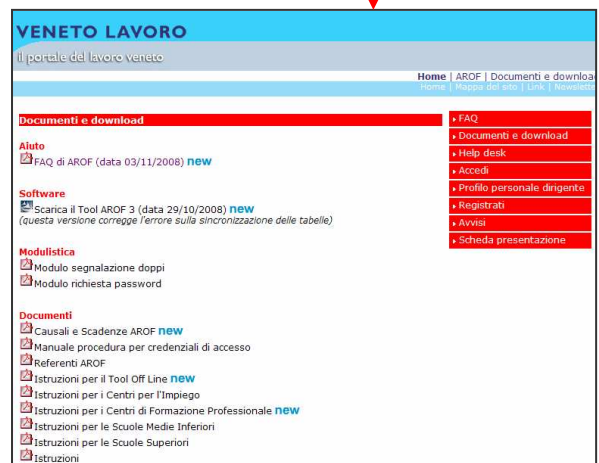 VENETO LAVORO
il portale del lavoro veneto
Home | AROF | Documenti e downloa
Home | Mappa del sito | Link | Newslette
Documenti e download
Aiuto
FAQ di AROF (data 03/11/2008) new
Software
Scarica il Tool AROF 3 (data 29/10/2008) new
(questa versione corregge l'errore sulla sincronizzazione delle tabelle)
Modulistica
Modulo segnalazione doppi
Modulo richiesta password
Documenti
Causali e Scadenze AROF new
Manuale procedura per credenziali di accesso
Referenti AROF
Istruzioni per il Tool Off Line new
Istruzioni per i Centri per l'Impiego
Istruzioni per i Centri di Formazione Professionale new
Istruzioni per le Scuole Medie Inferiori
Istruzioni per le Scuole Superiori
Istruzioni
FAQ
Documenti e download
Help desk
Accedi
Profilo personale dirigente
Registrati
Avvisi
Scheda presentazione